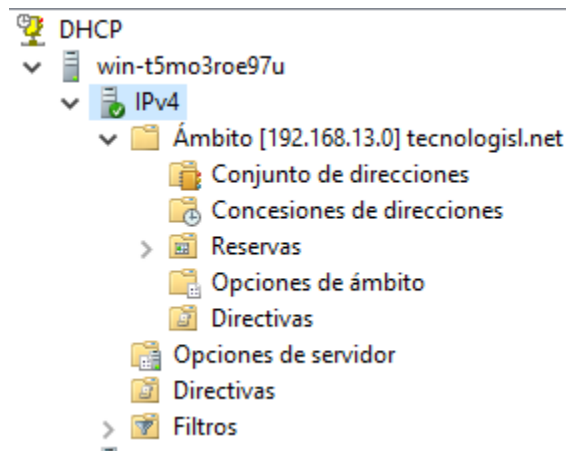 DHCP
win-t5mo3roe97u
IPv4
Ámbito [192.168.13.0] tecnologisl.net
Conjunto de direcciones
Concesiones de direcciones
Reservas
Opciones de ámbito
Directivas
Opciones de servidor
Directivas
Filtros